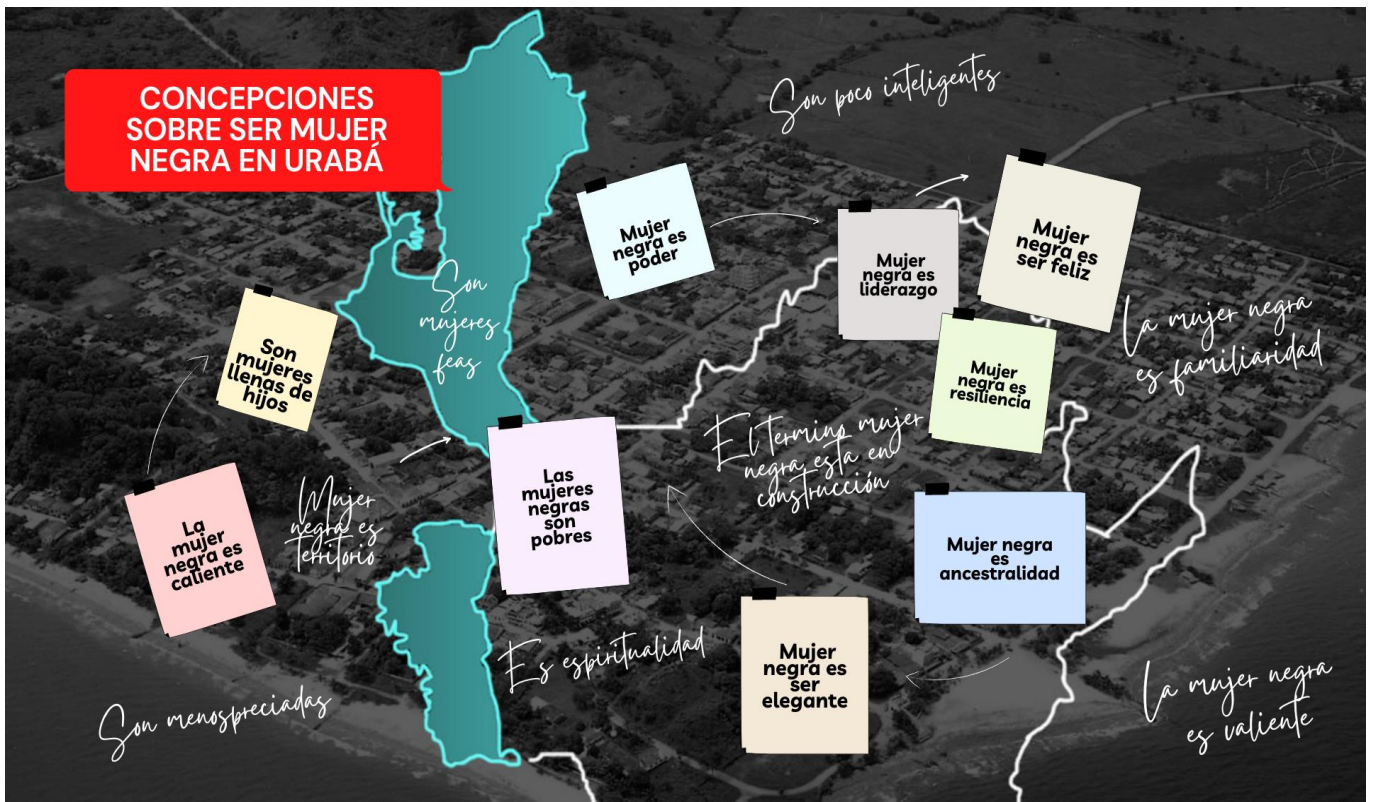 CONCEPCIONES
SOBRE SER MUJER
NEGRA EN URABÁ
Son poco inteligentes
Mujer
negra es
poder
Mujer
negra es
liderazgo
Mujer
negra es
ser feliz
Son
mujeres
feas
Son
mujeres
llenas de
hijos
La mujer negra
es familiaridad
Mujer
negra es
resiliencia
El termino mujer
negra esta en
construcción
Las
mujeres
negras
son
pobres
Mujer
negra es
territorio
La
mujer
negra es
caliente
Mujer negra
es
ancestralidad
Es espiritualidad
Mujer
negra es
ser
elegante
Son menospreciadas
La mujer negra
es valiente